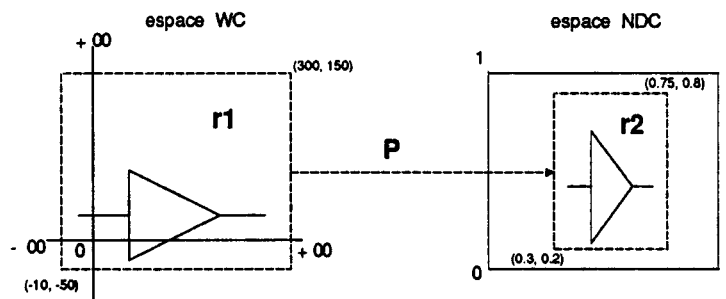 espace WC
espace NDC
+ 00
(300, 150)
1
(0.75, 0.8)
r1
r2
P
- 00
0
+ 00
(0.3, 0.2)
0
(-10, -50)